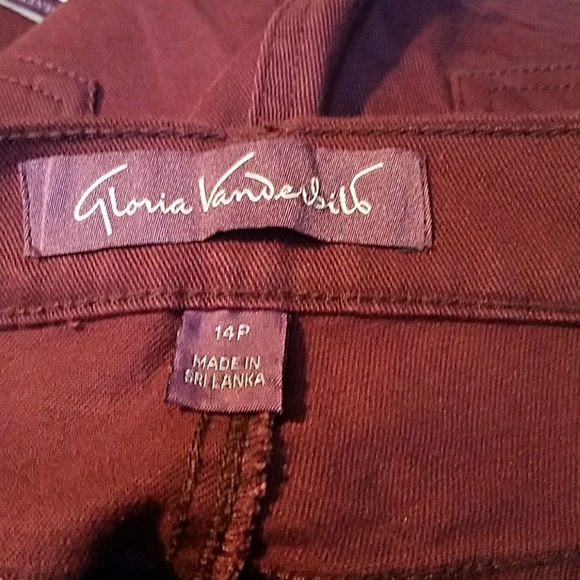 Gloria Vanderbilt
14P
MADE IN
SRI LANKA